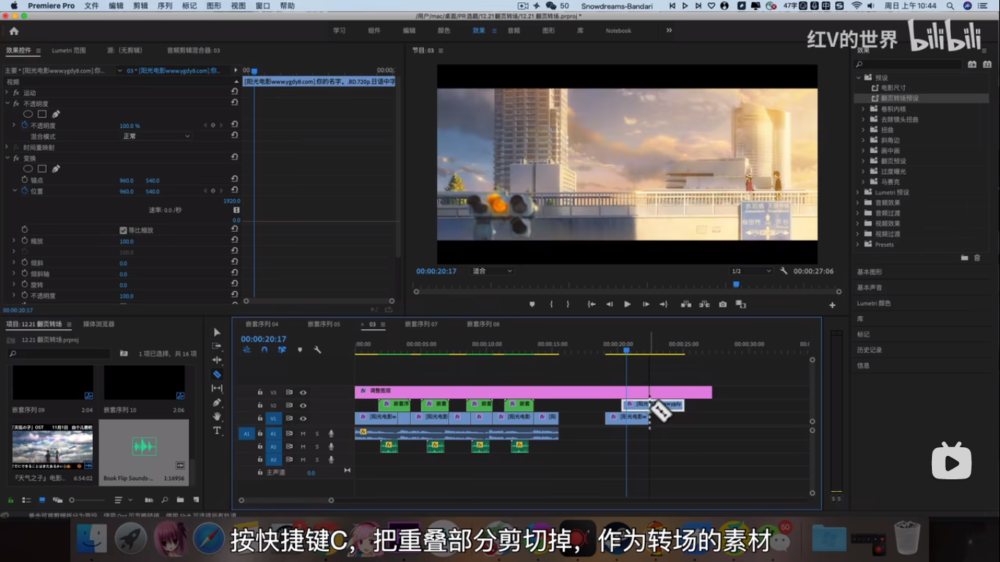 Premiere Pro 文件 编辑 剪辑 序列 标记 图形 视图 窗口 帮助
50 Snowdreams-Bandari 47字 周日 上午10:44
/用户/mac/桌面/PR选题/12.21翻页转场/12.21 翻页转场.prproj *
学习 组件 编辑 颜色 效果 音频 图形 库 Notebook
红V的世界 bilibili
效果控件 Lumetri 范围 源:（无剪辑） 音频剪辑混合器: 03
主要 * [阳光电影www.ygdy8.com].你...
03 * [阳光电影www.ygdy8.com].你...
[阳光电影www.ygdy8.com].你的名字。.BD.720p.日语中字
视频
运动
不透明度
不透明度 100.0 %
混合模式 正常
时间重映射
变换
锚点 960.0 540.0
位置 960.0 540.0
1920.0
速率: 0.0 /秒
0.0
等比缩放
缩放 100.0
100.0
倾斜 0.0
倾斜轴 0.0
旋转 0.0
不透明度 100.0
00:00:20:17
节目: 03
00:00:20:17 适合 1/2 00:00:27:06
效果
预设
电影尺寸
翻页转场预设
卷积内核
去除镜头扭曲
扭曲
斜角边
画中画
翻页预设
过度曝光
马赛克
Lumetri 预设
音频效果
音频过渡
视频效果
视频过渡
Presets
基本图形
基本声音
Lumetri 颜色
库
标记
历史记录
信息
项目: 12.21 翻页转场 媒体浏览器
12.21 翻页转场.prproj
1 项已选择，共 16 项
嵌套序列 09 2:04
嵌套序列 10 2:06
『天气之子』电影... 6:54:02
Book Flip Sounds-... 1:16956
嵌套序列 04 嵌套序列 05 × 03 嵌套序列 07 嵌套序列 08
00:00:20:17
:00:00 00:00:05:00 00:00:10:00 00:00:15:00 00:00:20:00 00:00:25:00 00:00:30:00
V3 调整图层
V2 嵌套序 嵌套 嵌套 嵌套
V1 [阳光电影w [阳光电影 [阳光电影 [阳 [阳光电影w
A1 A1 M S
A2 M S
A3 M S
主声道 0.0
S S
按快捷键C，把重叠部分剪切掉，作为转场的素材
50